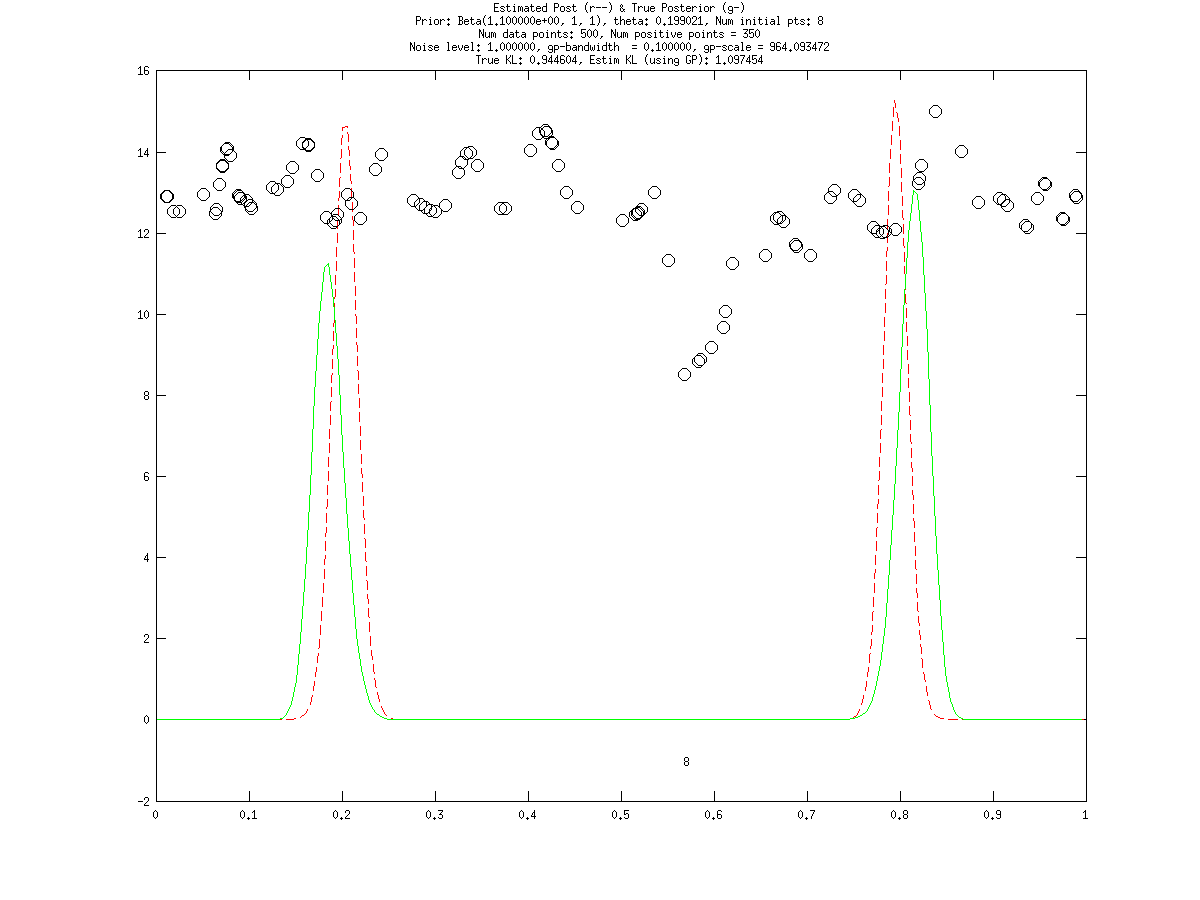 Estimated Post (r--) & True Posterior (g-)
Prior: Beta(1.100000e+00, 1, 1), theta: 0.199021, Num initial pts: 8
Num data points: 500, Num positive points = 350
Noise level: 1.000000, gp-bandwidth  = 0.100000, gp-scale = 964.093472
True KL: 0.944604, Estim KL (using GP): 1.097454
16
14
12
10
8
6
4
2
0
8
-2
0 0.1 0.2 0.3 0.4 0.5 0.6 0.7 0.8 0.9 1